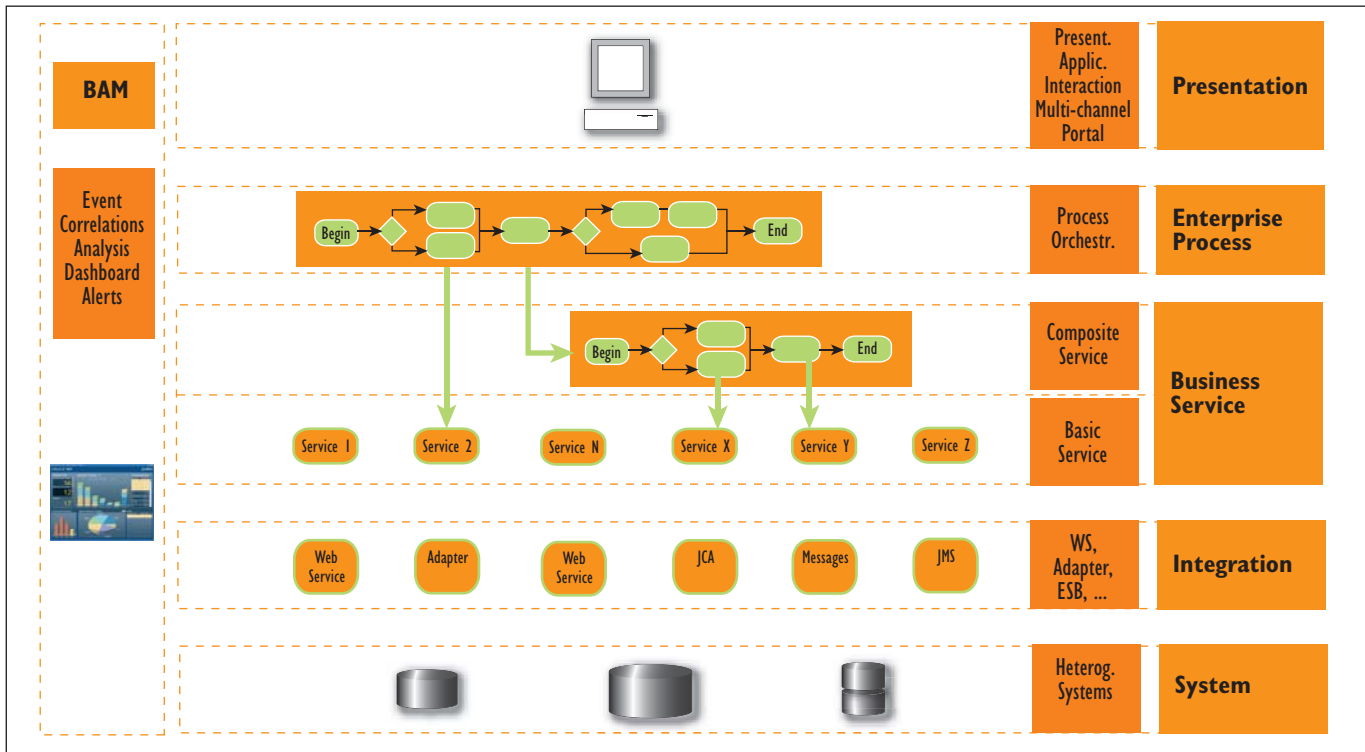 BAM
Event
Correlations
Analysis
Dashboard
Alerts
Present.
Applic.
Interaction
Multi-channel
Portal
Presentation
Begin
End
Process
Orchestr.
Enterprise
Process
Begin
End
Composite
Service
Business
Service
Service 1
Service 2
Service N
Service X
Service Y
Service Z
Basic
Service
Web
Service
Adapter
Web
Service
JCA
Messages
JMS
WS,
Adapter,
ESB, ...
Integration
Heterog.
Systems
System